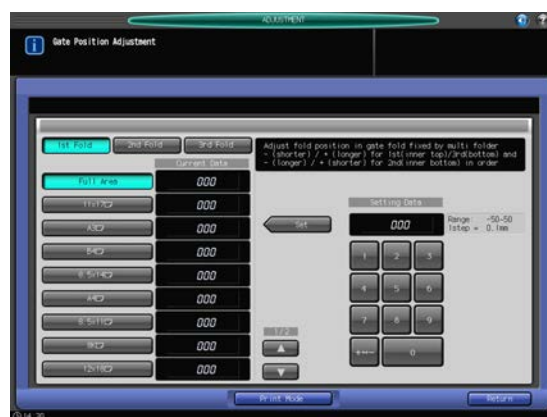 ADJUSTMENT
Gate Position Adjustment
1st Fold 2nd Fold 3rd Fold
Adjust fold position in gate fold fixed by multi folder
- (shorter) / + (longer) for 1st(inner top)/3rd(bottom) and
- (longer) / + (shorter) for 2nd(inner bottom) in order
Current Data
Full Area 000
11x17 000
A3 000
B4 000
8.5x14 000
A4 000
8.5x11 000
000
12x18 000
Set
Setting Data
000
Range -50-50
1step = 0.1mm
1 2 3
4 5 6
7 8 9
+⇔- 0
1/2
Print Mode
Return